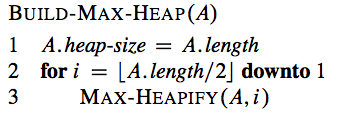 BUILD-MAX-HEAP(A)
1 A.heap-size = A.length
2 for i = ⌊A.length/2⌋ downto 1
3 MAX-HEAPIFY(A, i)